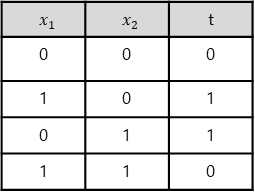 x₁ x₂ t
0 0 0
1 0 1
0 1 1
1 1 0